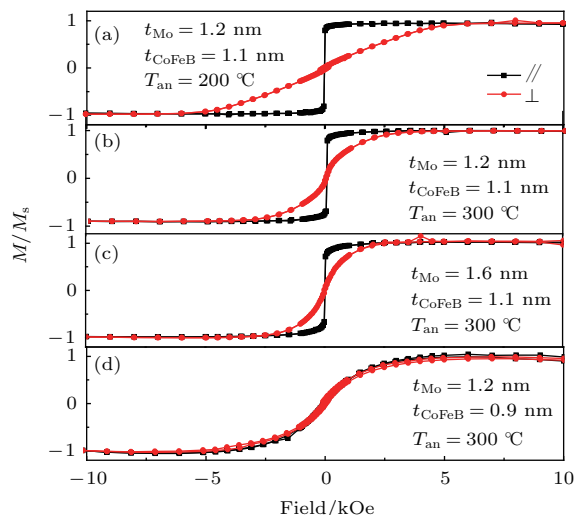 (a)
t_Mo = 1.2 nm
t_CoFeB = 1.1 nm
T_an = 200 ℃
//
⊥
1
0
−1
(b)
t_Mo = 1.2 nm
t_CoFeB = 1.1 nm
T_an = 300 ℃
1
0
−1
(c)
t_Mo = 1.6 nm
t_CoFeB = 1.1 nm
T_an = 300 ℃
1
0
−1
(d)
t_Mo = 1.2 nm
t_CoFeB = 0.9 nm
T_an = 300 ℃
1
0
−1
M/M_s
−10 −5 0 5 10
Field/kOe